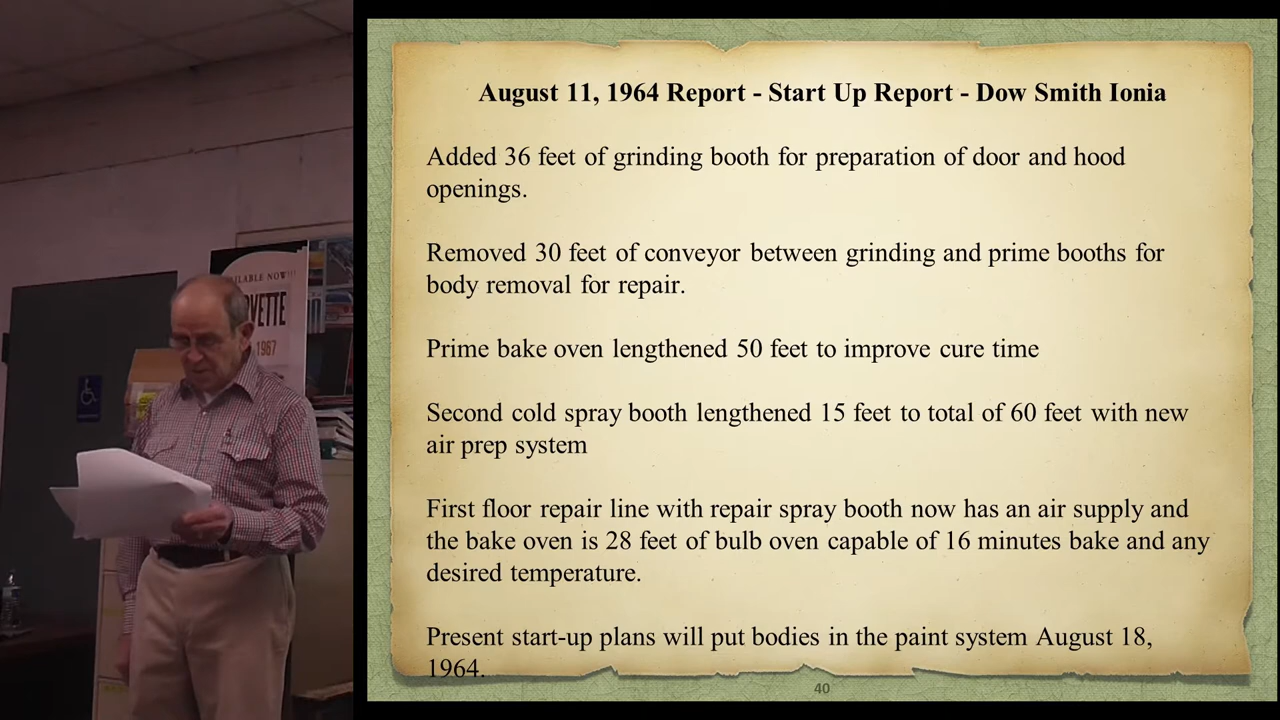 August 11, 1964 Report - Start Up Report - Dow Smith Ionia
Added 36 feet of grinding booth for preparation of door and hood
openings.
Removed 30 feet of conveyor between grinding and prime booths for
body removal for repair.
Prime bake oven lengthened 50 feet to improve cure time
Second cold spray booth lengthened 15 feet to total of 60 feet with new
air prep system
First floor repair line with repair spray booth now has an air supply and
the bake oven is 28 feet of bulb oven capable of 16 minutes bake and any
desired temperature.
Present start-up plans will put bodies in the paint system August 18,
1964.
40
ILABLE NOW!!!
VETTE
1967